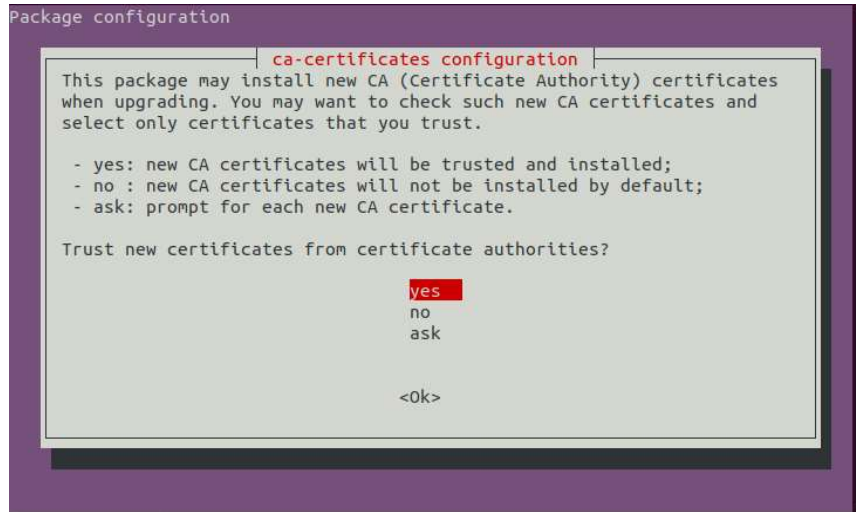 Package configuration
ca-certificates configuration
This package may install new CA (Certificate Authority) certificates
when upgrading. You may want to check such new CA certificates and
select only certificates that you trust.
- yes: new CA certificates will be trusted and installed;
- no : new CA certificates will not be installed by default;
- ask: prompt for each new CA certificate.
Trust new certificates from certificate authorities?
yes
no
ask
<Ok>